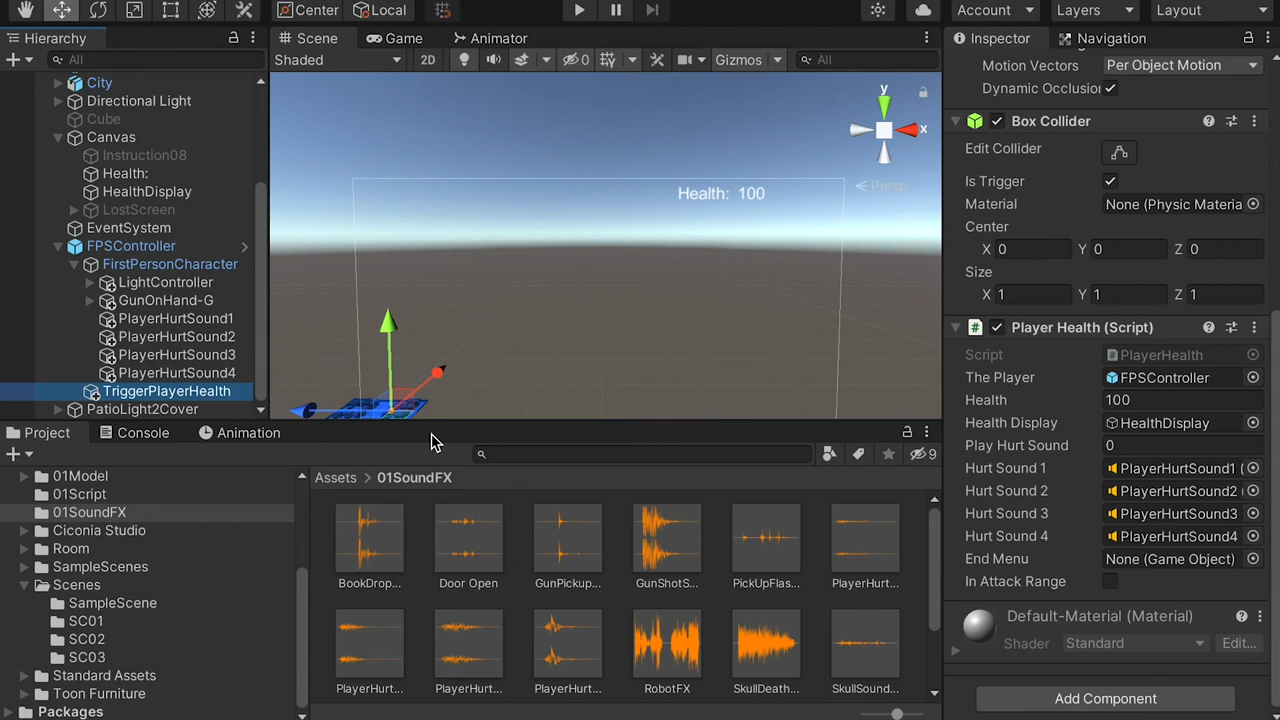 Center Local Account Layers Layout
Hierarchy
All
City
Directional Light
Cube
Canvas
Instruction08
Health:
HealthDisplay
LostScreen
EventSystem
FPSController
FirstPersonCharacter
LightController
GunOnHand-G
PlayerHurtSound1
PlayerHurtSound2
PlayerHurtSound3
PlayerHurtSound4
TriggerPlayerHealth
PatioLight2Cover
Scene Game Animator
Shaded 2D 0 Gizmos All
y
x
Persp
Health: 100
Project Console Animation
9
01Model
01Script
01SoundFX
Ciconia Studio
Room
SampleScenes
Scenes
SampleScene
SC01
SC02
SC03
Standard Assets
Toon Furniture
Packages
Assets > 01SoundFX
BookDrop... Door Open GunPickup... GunShotS... PickUpFlas... PlayerHurt...
PlayerHurt... PlayerHurt... PlayerHurt... RobotFX SkullDeath... SkullSound...
Inspector Navigation
Motion Vectors Per Object Motion
Dynamic Occlusion
Box Collider
Edit Collider
Is Trigger
Material None (Physic Materia
Center
X 0 Y 0 Z 0
Size
X 1 Y 1 Z 1
Player Health (Script)
Script PlayerHealth
The Player FPSController
Health 100
Health Display HealthDisplay
Play Hurt Sound 0
Hurt Sound 1 PlayerHurtSound1 (
Hurt Sound 2 PlayerHurtSound2 (
Hurt Sound 3 PlayerHurtSound3
Hurt Sound 4 PlayerHurtSound4
End Menu None (Game Object)
In Attack Range
Default-Material (Material)
Shader Standard Edit...
Add Component